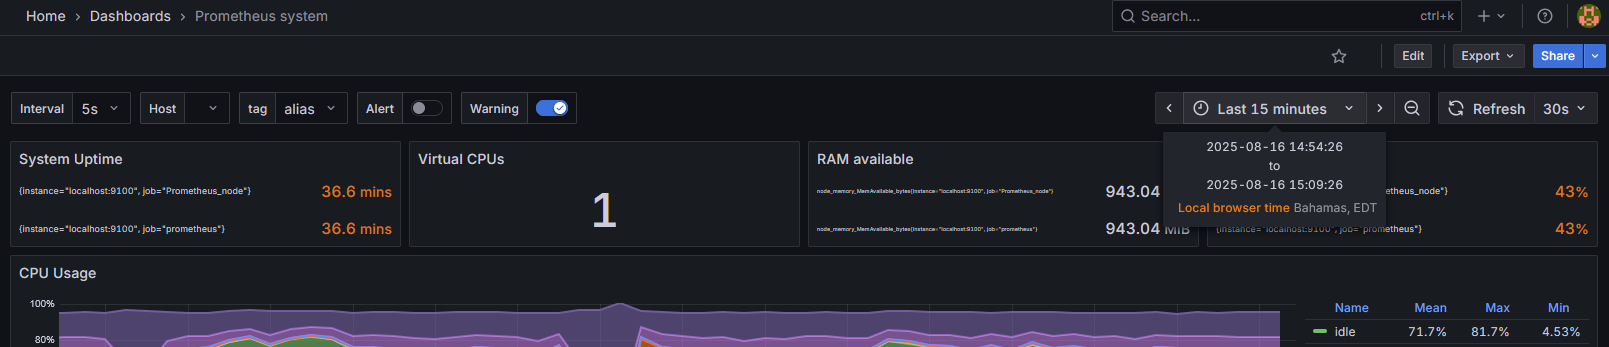 Home > Dashboards > Prometheus system
Search... ctrl+k
Edit Export Share
Interval 5s Host tag alias Alert Warning Last 15 minutes Refresh 30s
2025-08-16 14:54:26
to
2025-08-16 15:09:26
Local browser time Bahamas, EDT
System Uptime
{instance="localhost:9100", job="Prometheus_node"} 36.6 mins
{instance="localhost:9100", job="prometheus"} 36.6 mins
Virtual CPUs
1
RAM available
node_memory_MemAvailable_bytes{instance="localhost:9100", job="Prometheus_node"} 943.04
node_memory_MemAvailable_bytes{instance="localhost:9100", job="prometheus"} 943.04 MiB
43%
{instance="localhost:9100", job="prometheus"} 43%
CPU Usage
100%
80%
Name Mean Max Min
idle 71.7% 81.7% 4.53%